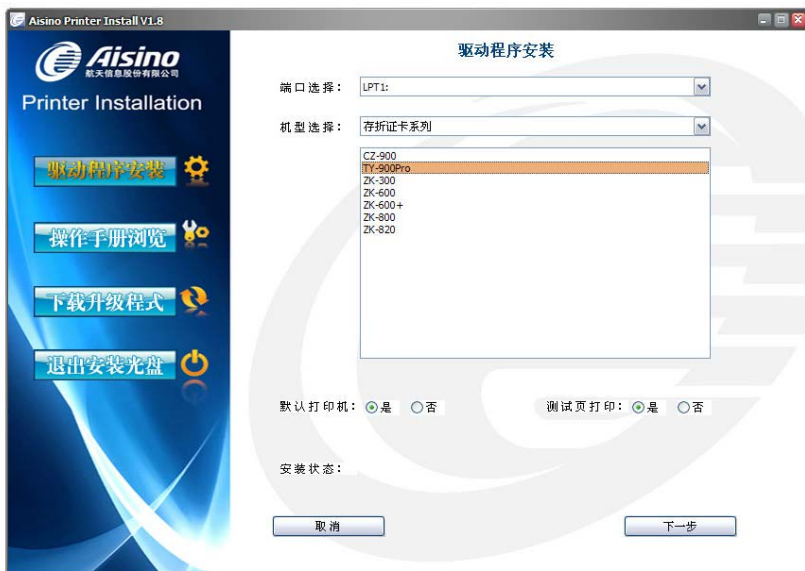 Aisino Printer Install V1.8
Aisino
航天信息股份有限公司
Printer Installation
驱动程序安装
操作手册浏览
下载升级程式
退出安装光盘
驱动程序安装
端口选择: LPT1:
机型选择: 存折证卡系列
CZ-900
TY-900Pro
ZK-300
ZK-600
ZK-600+
ZK-800
ZK-820
默认打印机: 是 否 测试页打印: 是 否
安装状态:
取消 下一步